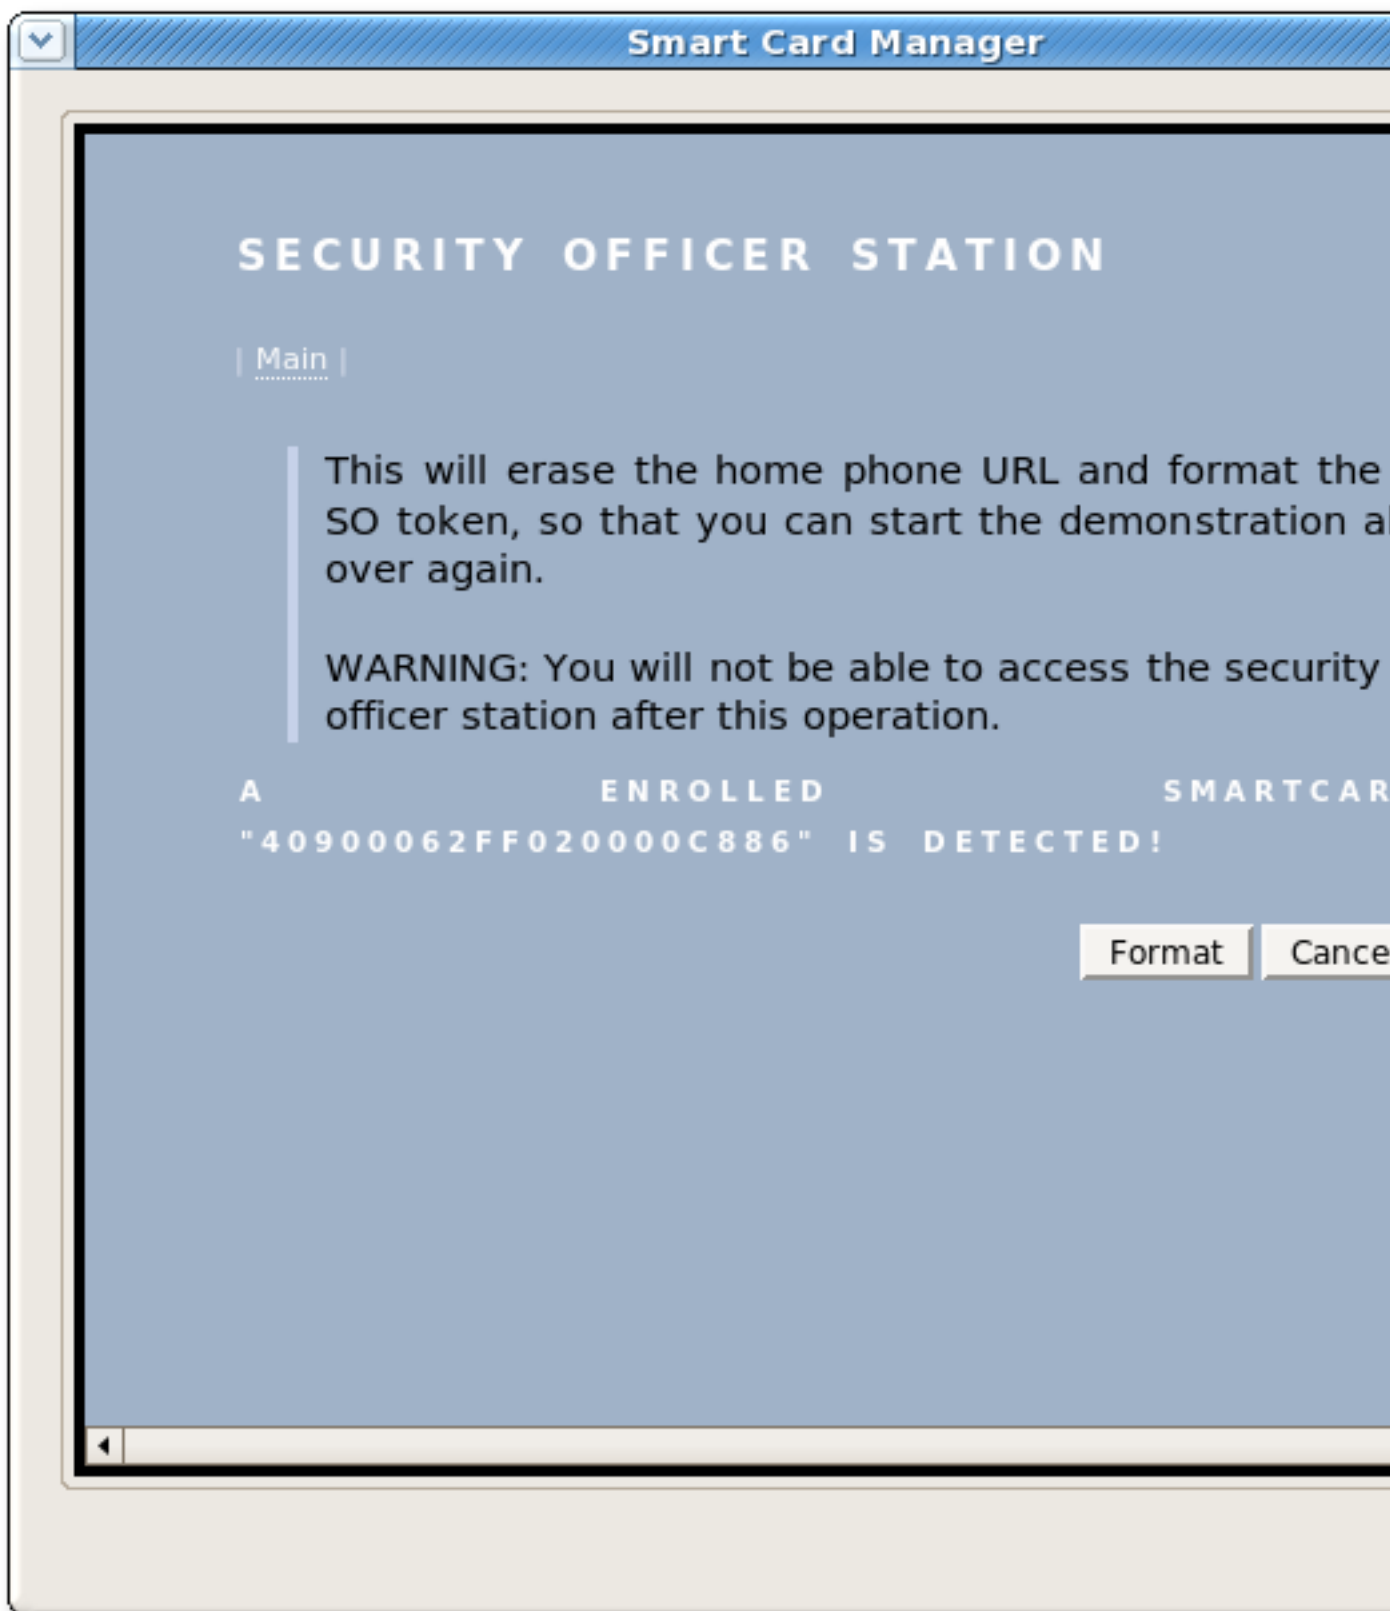 Smart Card Manager
SECURITY OFFICER STATION
| Main |
This will erase the home phone URL and format the
SO token, so that you can start the demonstration
over again.
WARNING: You will not be able to access the security
officer station after this operation.
A ENROLLED
"40900062FF020000C886" IS DETECTED!
Format